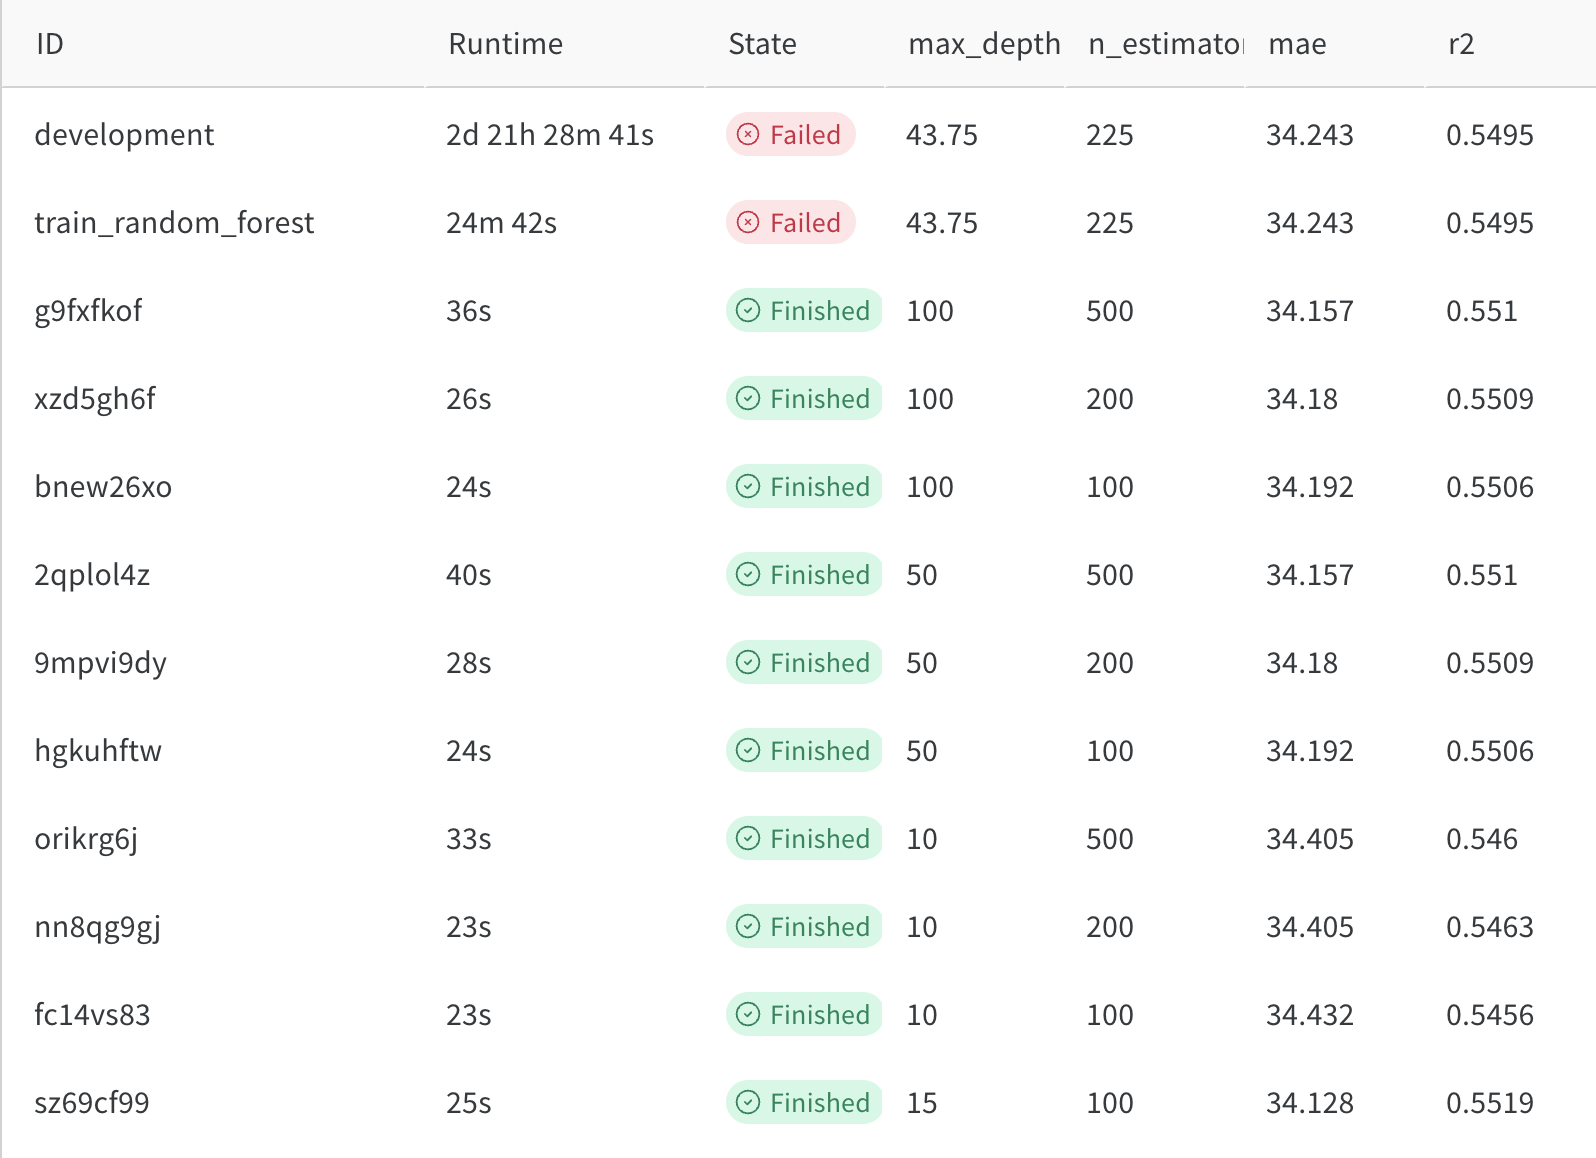 ID Runtime State max_depth n_estimator mae r2
development 2d 21h 28m 41s Failed 43.75 225 34.243 0.5495
train_random_forest 24m 42s Failed 43.75 225 34.243 0.5495
g9fxfkof 36s Finished 100 500 34.157 0.551
xzd5gh6f 26s Finished 100 200 34.18 0.5509
bnew26xo 24s Finished 100 100 34.192 0.5506
2qplol4z 40s Finished 50 500 34.157 0.551
9mpvi9dy 28s Finished 50 200 34.18 0.5509
hgkuhftw 24s Finished 50 100 34.192 0.5506
orikrg6j 33s Finished 10 500 34.405 0.546
nn8qg9gj 23s Finished 10 200 34.405 0.5463
fc14vs83 23s Finished 10 100 34.432 0.5456
sz69cf99 25s Finished 15 100 34.128 0.5519